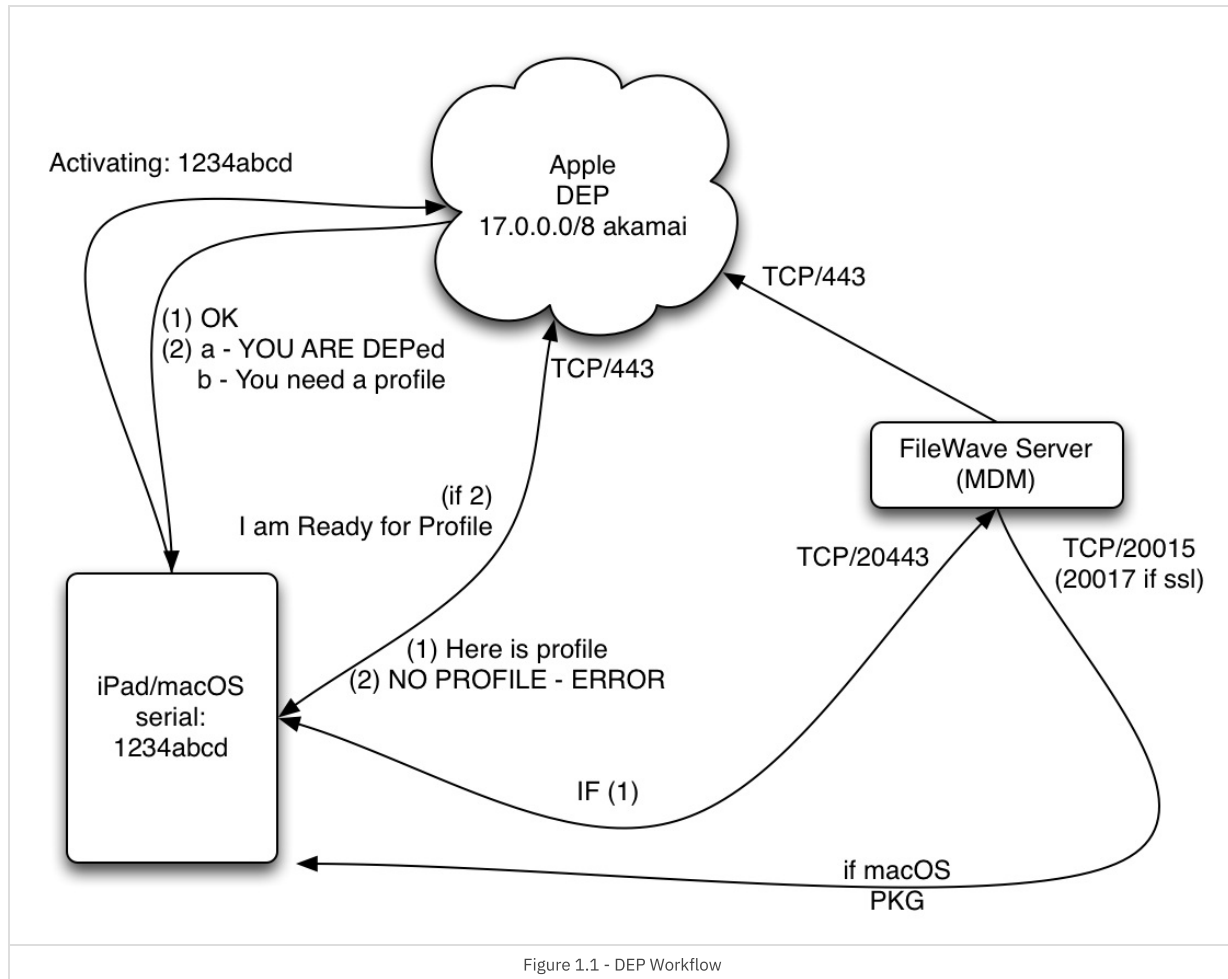 Activating: 1234abcd
Apple
DEP
17.0.0.0/8 akamai
TCP/443
(1) OK
(2) a - YOU ARE DEPed
b - You need a profile
TCP/443
FileWave Server
(MDM)
(if 2)
I am Ready for Profile
TCP/20443
TCP/20015
(20017 if ssl)
(1) Here is profile
(2) NO PROFILE - ERROR
iPad/macOS
serial:
1234abcd
IF (1)
if macOS
PKG
Figure 1.1 - DEP Workflow